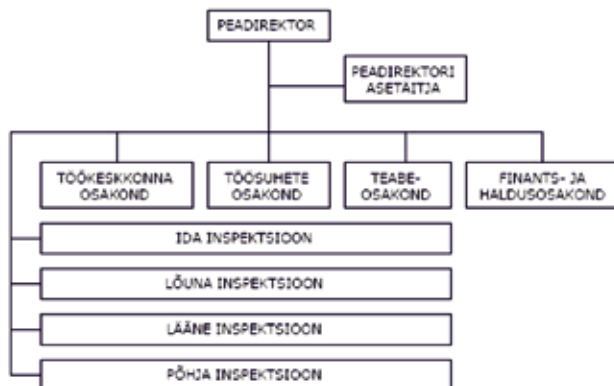 PEADIREKTOR
PEADIREKTORI
ASETÄITJA
TÖÖKESKKONNA
OSAKOND
TÖÖSUHETE
OSAKOND
TEABE-
OSAKOND
FINANTS- JA
HALDUSOSAKOND
IDA INSPEKTSIOON
LÕUNA INSPEKTSIOON
LÄÄNE INSPEKTSIOON
PÕHJA INSPEKTSIOON